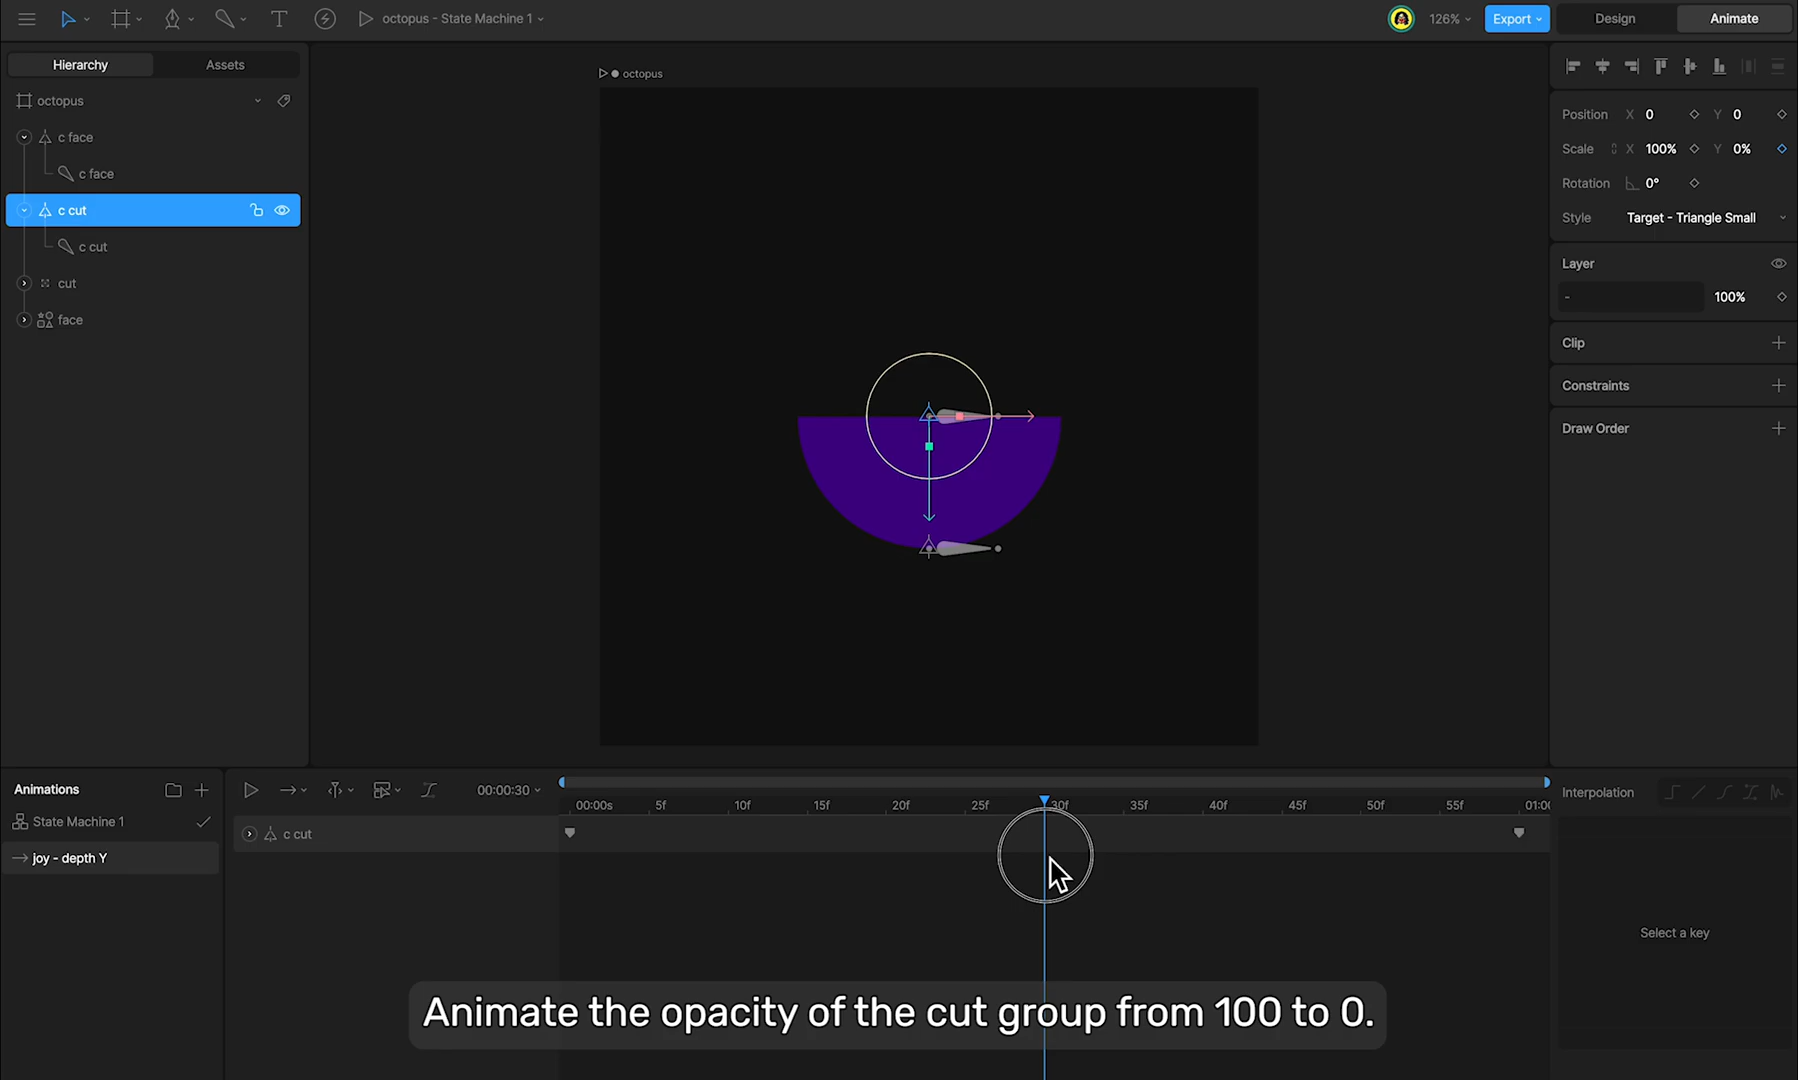 octopus - State Machine 1
126%
Export
Design
Animate
Hierarchy
Assets
octopus
c face
c face
c cut
c cut
cut
face
octopus
Position X 0 Y 0
Scale X 100% Y 0%
Rotation 0°
Style Target - Triangle Small
Layer
- 100%
Clip
Constraints
Draw Order
Animations
State Machine 1
joy - depth Y
00:00:30
00:00s 5f 10f 15f 20f 25f 30f 35f 40f 45f 50f 55f 01:00
c cut
Interpolation
Select a key
Animate the opacity of the cut group from 100 to 0.